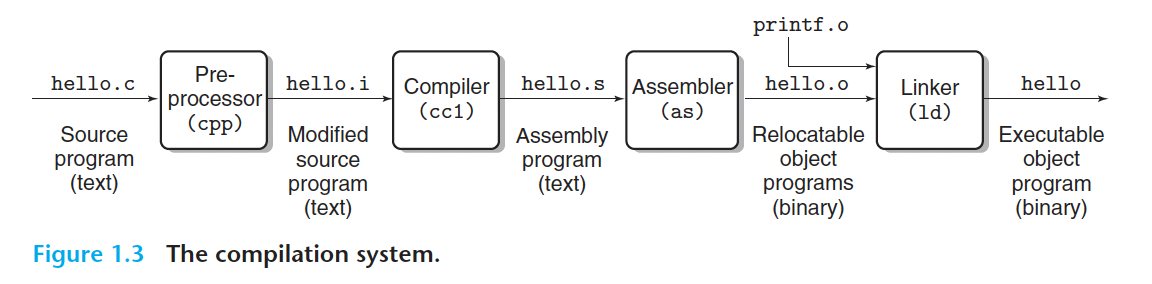 printf.o
hello.c
Pre-
processor
(cpp)
hello.i
Compiler
(cc1)
hello.s
Assembler
(as)
hello.o
Linker
(ld)
hello
Source
program
(text)
Modified
source
program
(text)
Assembly
program
(text)
Relocatable
object
programs
(binary)
Executable
object
program
(binary)
Figure 1.3 The compilation system.